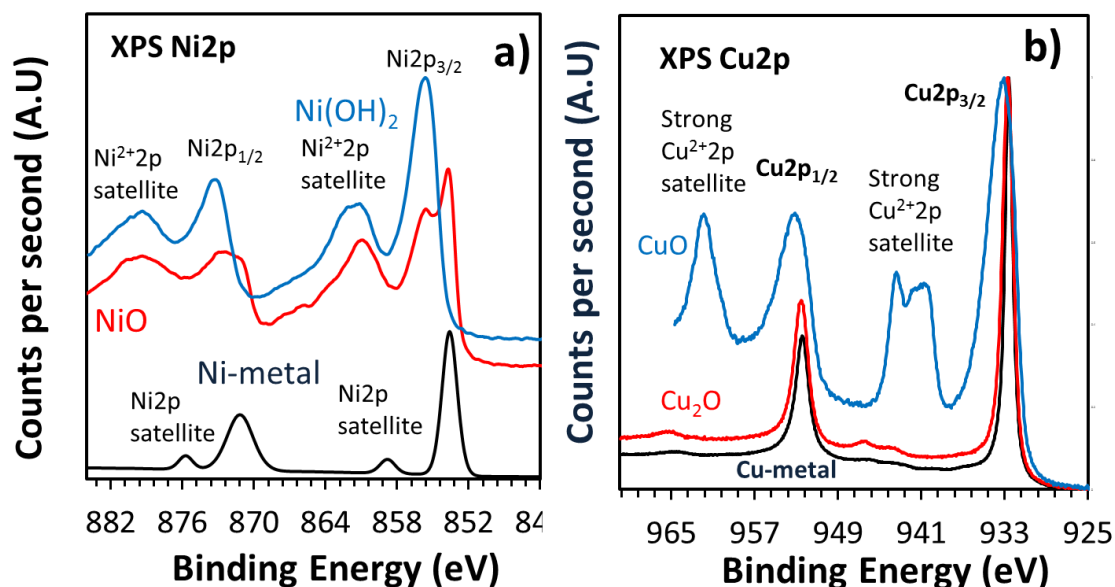 XPS Ni2p
a)
Ni2p3/2
Ni(OH)2
Ni2+2p
satellite
Ni2p1/2
Ni2+2p
satellite
NiO
Ni-metal
Ni2p
satellite
Ni2p
satellite
Counts per second (A.U)
882 876 870 864 858 852 84
Binding Energy (eV)
XPS Cu2p
b)
Cu2p3/2
Strong
Cu2+2p
satellite
Cu2p1/2
Strong
Cu2+2p
satellite
CuO
Cu2O
Cu-metal
Counts per second (A.U)
965 957 949 941 933 925
Binding Energy (eV)